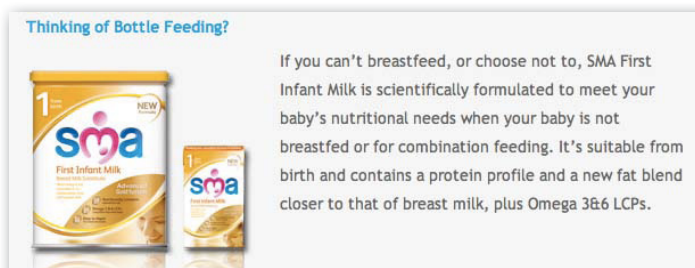 Thinking of Bottle Feeding?
If you can't breastfeed, or choose not to, SMA First
Infant Milk is scientifically formulated to meet your
baby's nutritional needs when your baby is not
breastfed or for combination feeding. It's suitable from
birth and contains a protein profile and a new fat blend
closer to that of breast milk, plus Omega 3&6 LCPs.
1
NEW
sma
First Infant Milk
1
sma
First Infant Milk